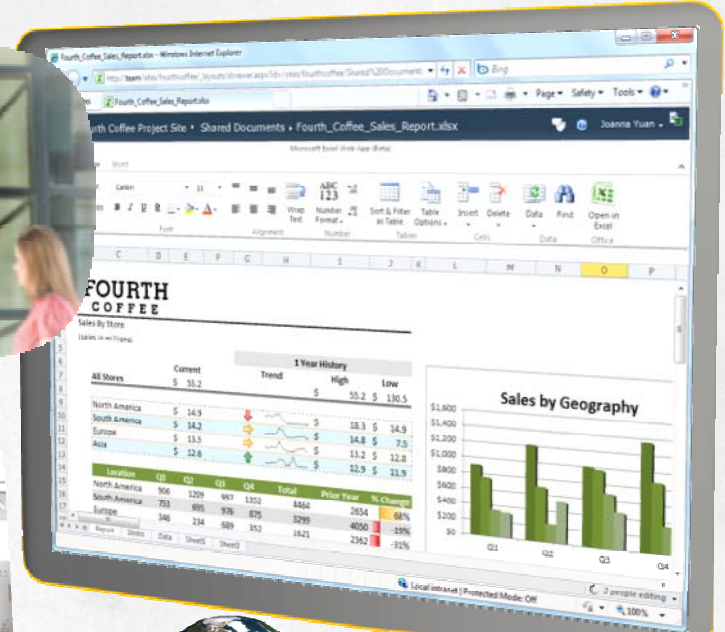 Fourth_Coffee_Sales_Report.xlsx - Windows Internet Explorer
Bing
Fourth_Coffee_Sales_Report.xlsx
Page Safety Tools
urth Coffee Project Site Shared Documents Fourth_Coffee_Sales_Report.xlsx Joanna Yuan
Microsoft Excel Web App
11 ABC 123
Wrap Text Number Format Sort & Filter as Table Table Options Insert Delete Data Find Open in Excel
Font Alignment Number Tables Cells Data Office
C D E F G H I J K L M N O P
FOURTH
COFFEE
Sales By Store
1 Year History
Current Trend High Low
All Stores $ 55.2 $ 55.2 $ 130.5
North America $ 14.9 $ 18.3 $ 14.9
South America $ 14.2 $ 14.8 $ 7.5
Europe $ 13.5 $ 13.2 $ 12.8
Asia $ 12.6 $ 12.9 $ 11.9
Location Q1 Q2 Q3 Q4 Total Prior Year % Change
North America 906 1209 997 1352 4464 2654 68%
South America 753 695 976 875 3299 4050 -19%
Europe 346 234 689 352 1621 2362 -31%
Sales by Geography
$1,600
$1,400
$1,200
$1000
$800
$600
$400
$200
$0
Q1 Q2 Q3 Q4
Report Data Sheet1 Sheet2
2 people editing
Local intranet | Protected Mode: Off
100%